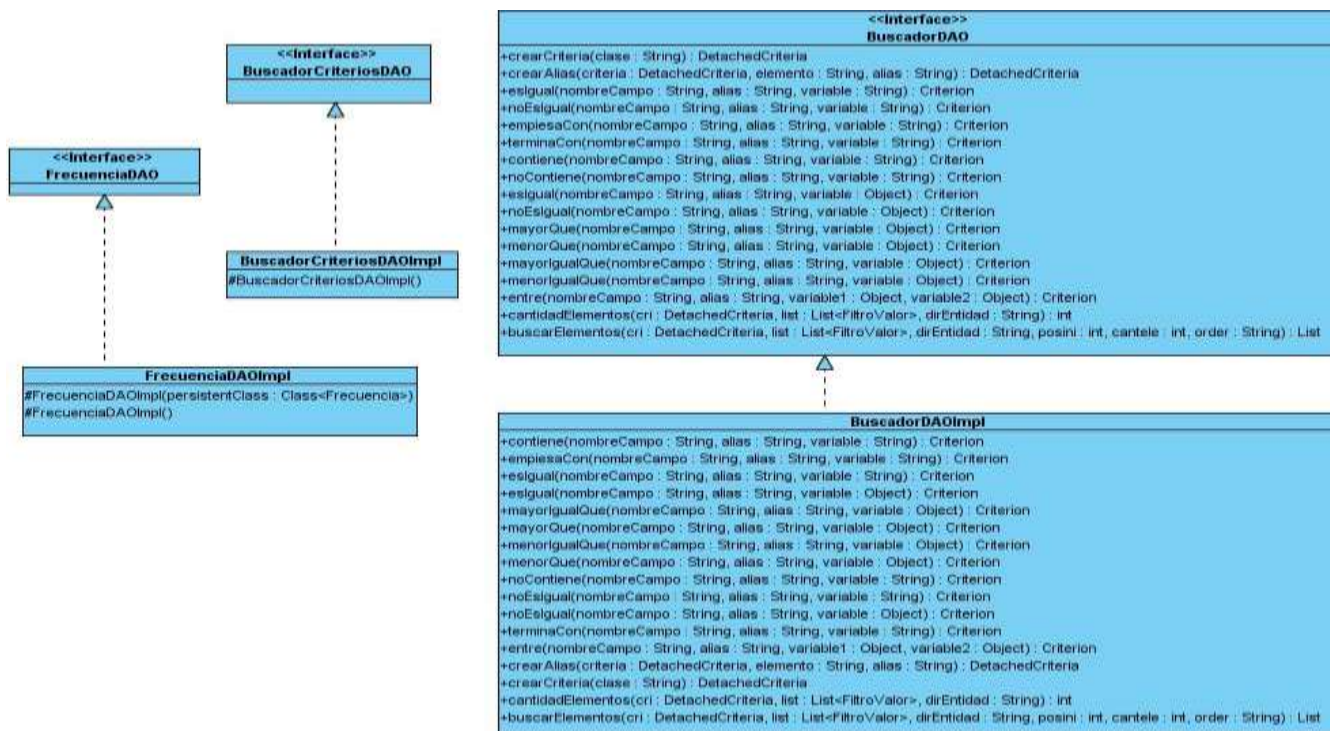 <<Interface>>
BuscadorCriteriosDAO
<<Interface>>
FrecuenciaDAO
BuscadorCriteriosDAOImpl
#BuscadorCriteriosDAOImpl()
FrecuenciaDAOImpl
#FrecuenciaDAOImpl(persistentClass : Class<Frecuencia>)
#FrecuenciaDAOImpl()
<<Interface>>
BuscadorDAO
+crearCriteria(clase : String) : DetachedCriteria
+crearAlias(criteria : DetachedCriteria, elemento : String, alias : String) : DetachedCriteria
+esIgual(nombreCampo : String, alias : String, variable : String) : Criterion
+noEsIgual(nombreCampo : String, alias : String, variable : String) : Criterion
+empiesaCon(nombreCampo : String, alias : String, variable : String) : Criterion
+terminaCon(nombreCampo : String, alias : String, variable : String) : Criterion
+contiene(nombreCampo : String, alias : String, variable : String) : Criterion
+noContiene(nombreCampo : String, alias : String, variable : String) : Criterion
+esIgual(nombreCampo : String, alias : String, variable : Object) : Criterion
+noEsIgual(nombreCampo : String, alias : String, variable : Object) : Criterion
+mayorQue(nombreCampo : String, alias : String, variable : Object) : Criterion
+menorQue(nombreCampo : String, alias : String, variable : Object) : Criterion
+mayorIgualQue(nombreCampo : String, alias : String, variable : Object) : Criterion
+menorIgualQue(nombreCampo : String, alias : String, variable : Object) : Criterion
+entre(nombreCampo : String, alias : String, variable1 : Object, variable2 : Object) : Criterion
+cantidadElementos(cri : DetachedCriteria, list : List<FiltroValor>, dirEntidad : String) : int
+buscarElementos(cri : DetachedCriteria, list : List<FiltroValor>, dirEntidad : String, posini : int, cantele : int, order : String) : List
BuscadorDAOImpl
+contiene(nombreCampo : String, alias : String, variable : String) : Criterion
+empiesaCon(nombreCampo : String, alias : String, variable : String) : Criterion
+esIgual(nombreCampo : String, alias : String, variable : String) : Criterion
+esIgual(nombreCampo : String, alias : String, variable : Object) : Criterion
+mayorIgualQue(nombreCampo : String, alias : String, variable : Object) : Criterion
+mayorQue(nombreCampo : String, alias : String, variable : Object) : Criterion
+menorIgualQue(nombreCampo : String, alias : String, variable : Object) : Criterion
+menorQue(nombreCampo : String, alias : String, variable : Object) : Criterion
+noContiene(nombreCampo : String, alias : String, variable : String) : Criterion
+noEsIgual(nombreCampo : String, alias : String, variable : String) : Criterion
+noEsIgual(nombreCampo : String, alias : String, variable : Object) : Criterion
+terminaCon(nombreCampo : String, alias : String, variable : String) : Criterion
+entre(nombreCampo : String, alias : String, variable1 : Object, variable2 : Object) : Criterion
+crearAlias(criteria : DetachedCriteria, elemento : String, alias : String) : DetachedCriteria
+crearCriteria(clase : String) : DetachedCriteria
+cantidadElementos(cri : DetachedCriteria, list : List<FiltroValor>, dirEntidad : String) : int
+buscarElementos(cri : DetachedCriteria, list : List<FiltroValor>, dirEntidad : String, posini : int, cantele : int, order : String) : List